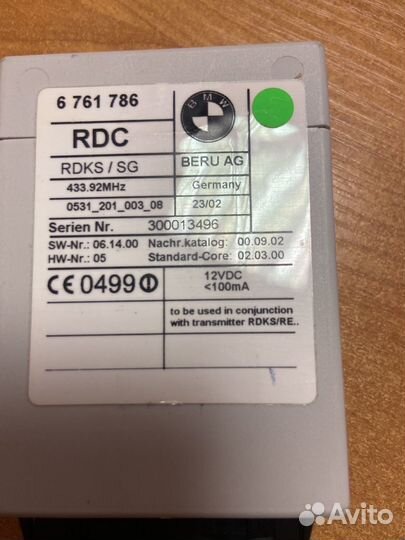 6 761 786
BMW
RDC
RDKS / SG
BERU AG
433.92MHz
Germany
0531_201_003_08
23/02
Serien Nr. 300013496
SW-Nr.: 06.14.00 Nachr.katalog: 00.09.02
HW-Nr.: 05 Standard-Core: 02.03.00
CE 0499
12VDC
<100mA
to be used in conjunction
with transmitter RDKS/RE..
Avito